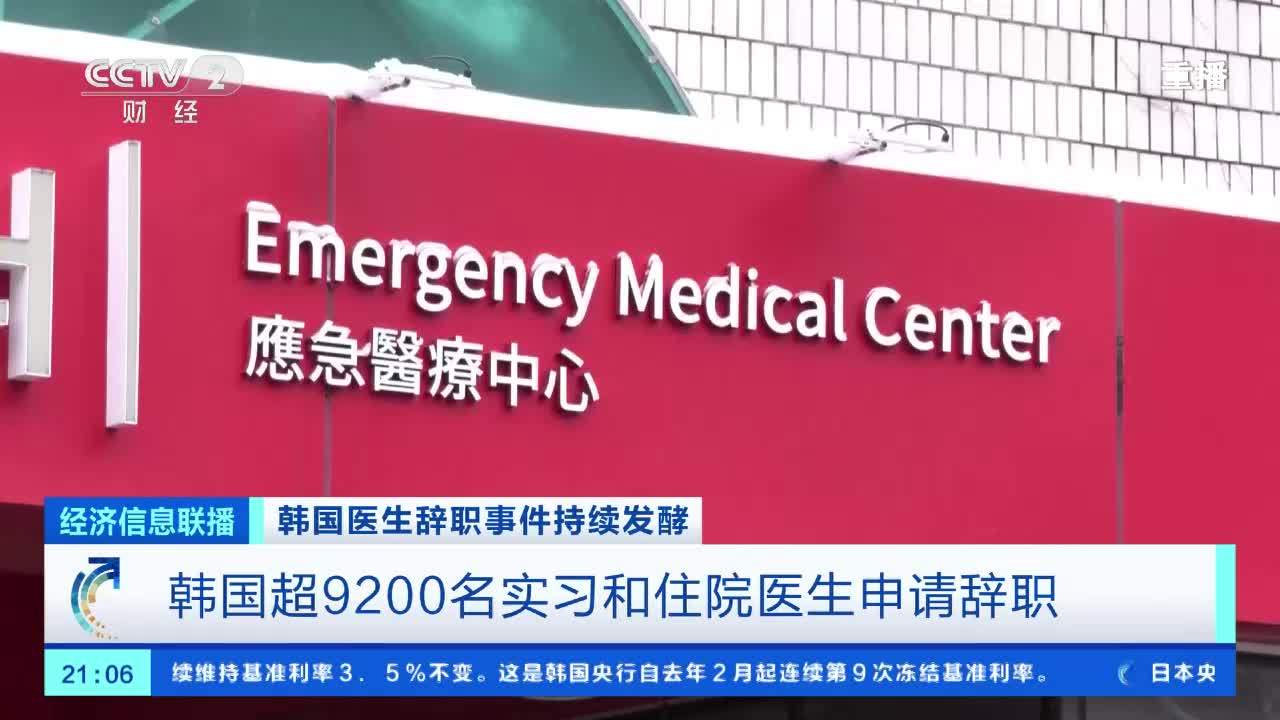 CCTV 2
财 经
重播
Emergency Medical Center
應急醫療中心
经济信息联播
韩国医生辞职事件持续发酵
韩国超9200名实习和住院医生申请辞职
21:06
续维持基准利率3．5%不变。这是韩国央行自去年2月起连续第9次冻结基准利率。
日本央